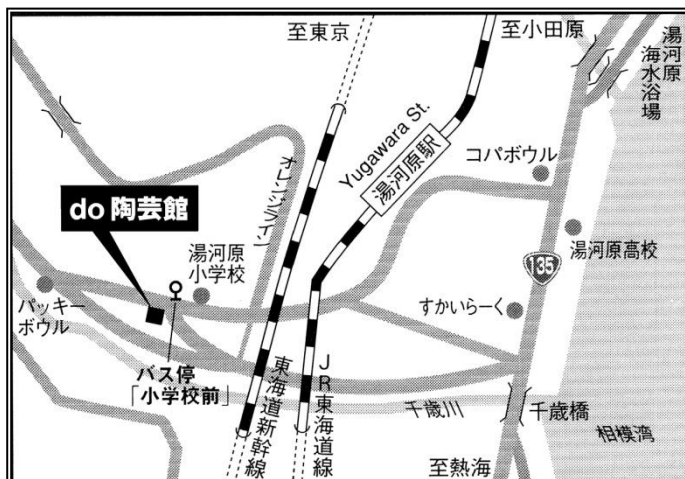 至東京
至小田原
湯河原
海水浴場
Yugawara St.
湯河原駅
コパボウル
オレンジライン
do 陶芸館
湯河原
小学校
135
湯河原高校
パッキー
ボウル
すかいらーく
バス停
「小学校前」
東海道新幹線
JR東海道線
千歳川
千歳橋
相模湾
至熱海